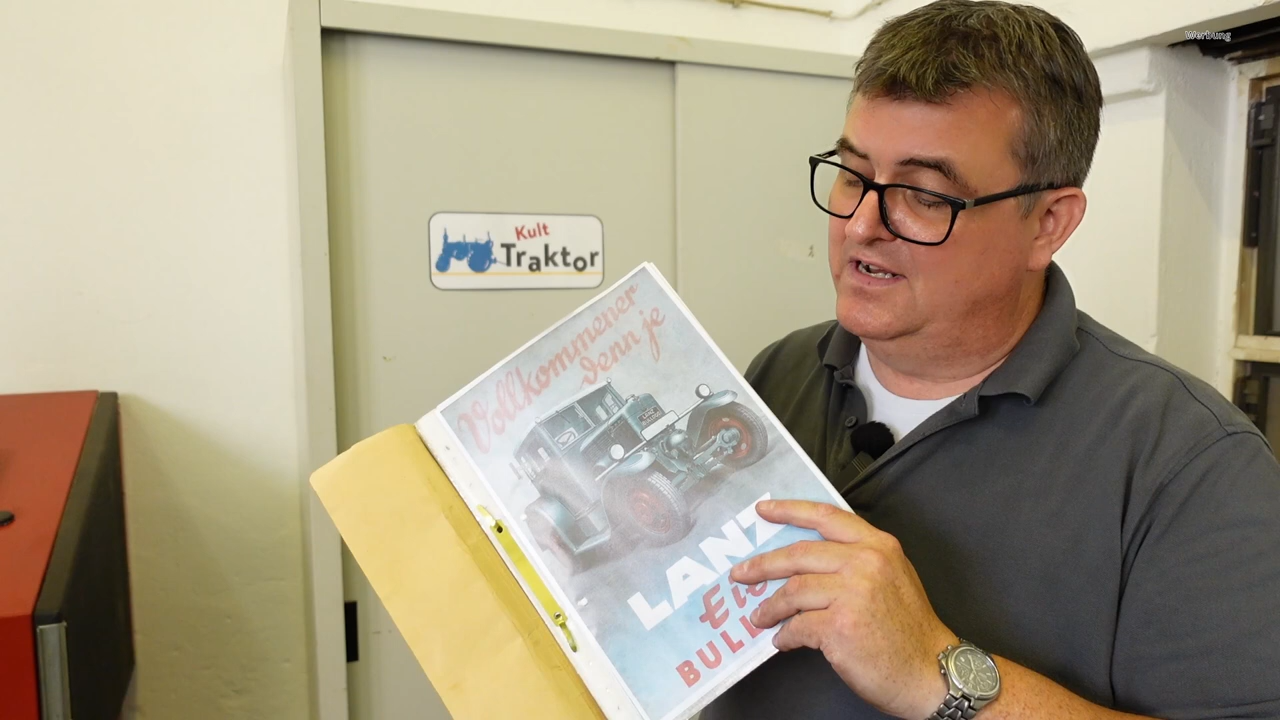 Werbung
Kult
Traktor
Vollkommener
denn je
LANZ